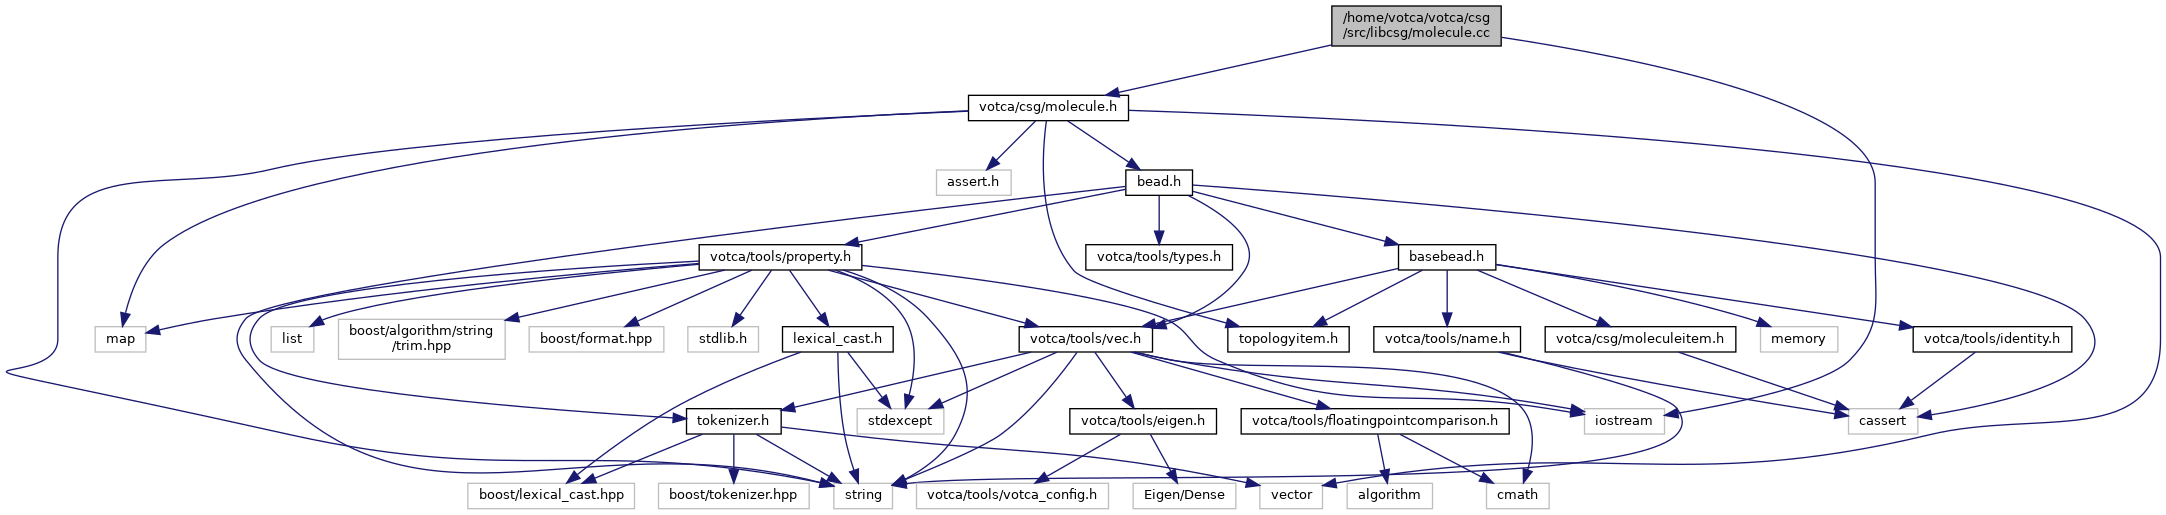 /home/votca/votca/csg
/src/libcsg/molecule.cc
votca/csg/molecule.h
assert.h
bead.h
votca/tools/property.h
votca/tools/types.h
basebead.h
map
list
boost/algorithm/string
/trim.hpp
boost/format.hpp
stdlib.h
lexical_cast.h
votca/tools/vec.h
topologyitem.h
votca/tools/name.h
votca/csg/moleculeitem.h
memory
votca/tools/identity.h
tokenizer.h
stdexcept
votca/tools/eigen.h
votca/tools/floatingpointcomparison.h
iostream
cassert
boost/lexical_cast.hpp
boost/tokenizer.hpp
string
votca/tools/votca_config.h
Eigen/Dense
vector
algorithm
cmath